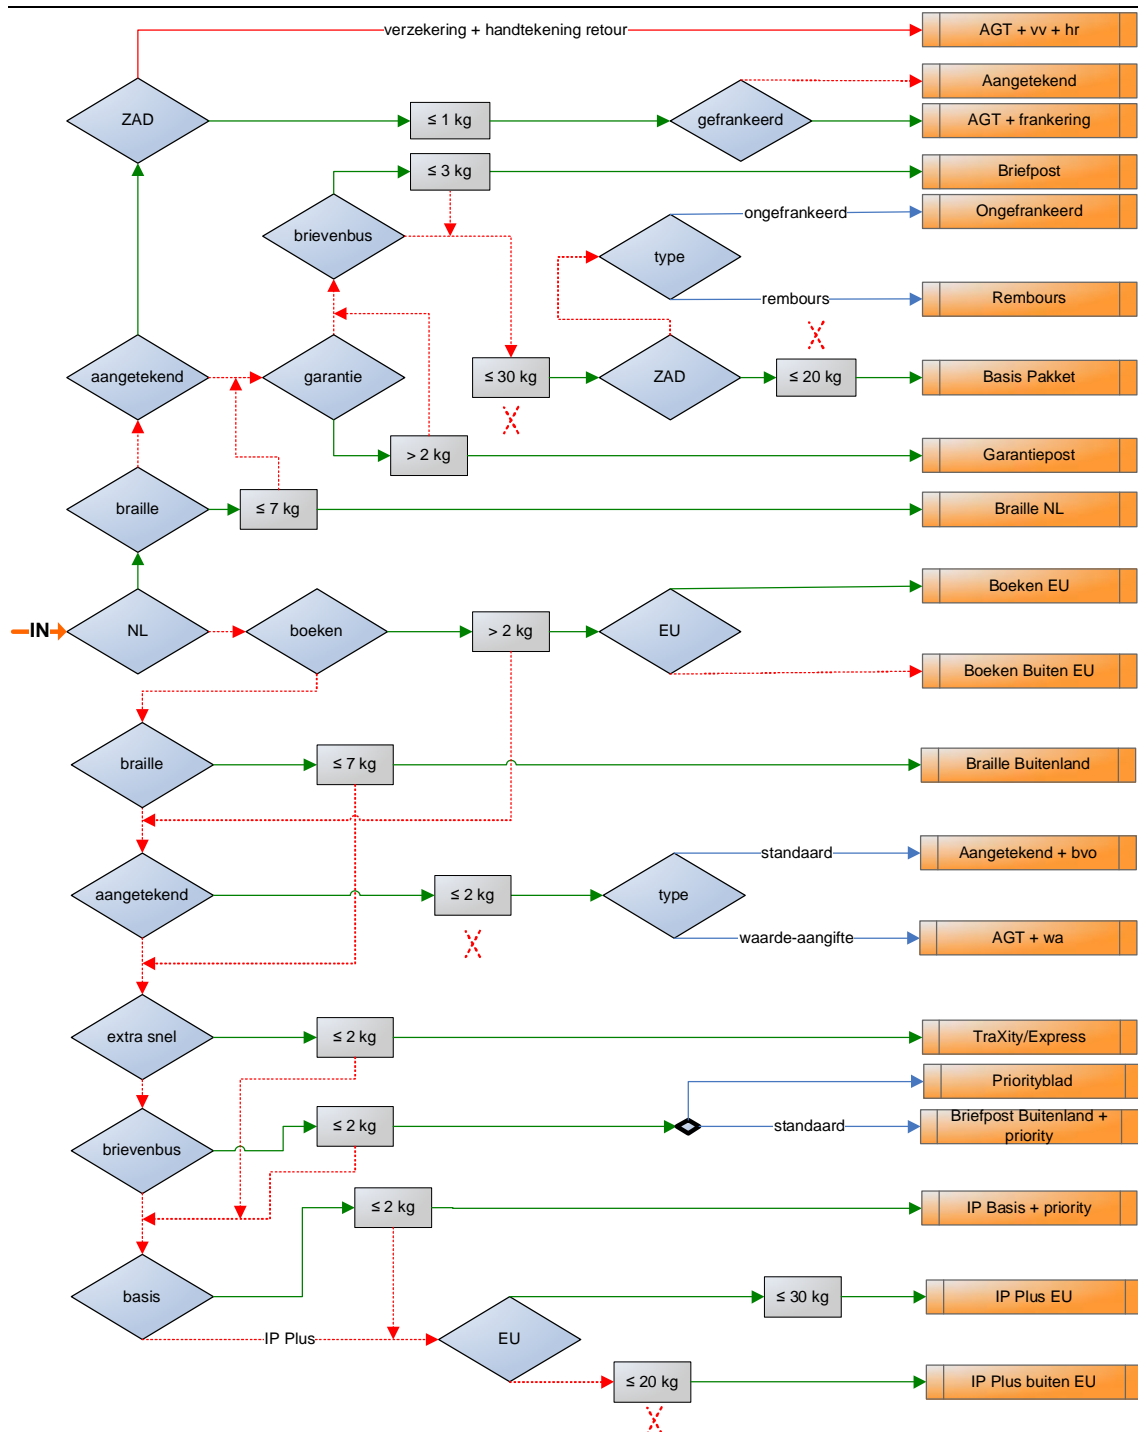 verzekering + handtekening retour
AGT + vv + hr
Aangetekend
ZAD
≤ 1 kg
gefrankeerd
AGT + frankering
≤ 3 kg
Briefpost
ongefrankeerd
Ongefrankeerd
brievenbus
type
rembours
Rembours
aangetekend
garantie
≤ 30 kg
ZAD
≤ 20 kg
Basis Pakket
> 2 kg
Garantiepost
braille
≤ 7 kg
Braille NL
Boeken EU
IN
NL
boeken
> 2 kg
EU
Boeken Buiten EU
braille
≤ 7 kg
Braille Buitenland
standaard
Aangetekend + bvo
aangetekend
≤ 2 kg
type
waarde-aangifte
AGT + wa
extra snel
≤ 2 kg
TraXity/Express
Priorityblad
brievenbus
≤ 2 kg
standaard
Briefpost Buitenland +
priority
≤ 2 kg
IP Basis + priority
basis
≤ 30 kg
IP Plus EU
IP Plus
EU
≤ 20 kg
IP Plus buiten EU